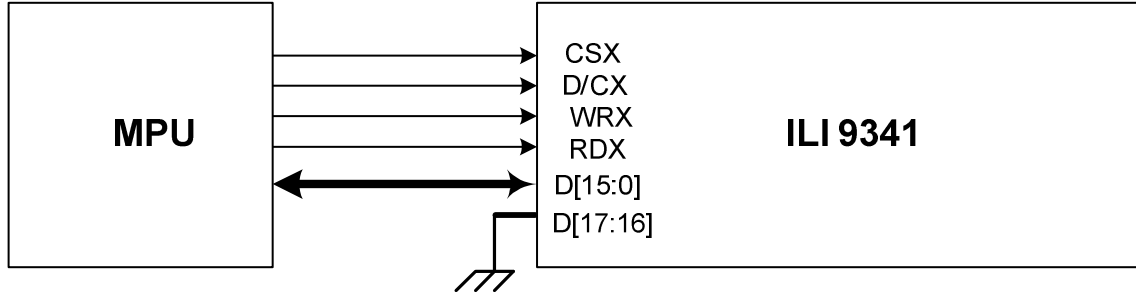 MPU
CSX
D/CX
WRX
RDX
D[15:0]
D[17:16]
ILI 9341